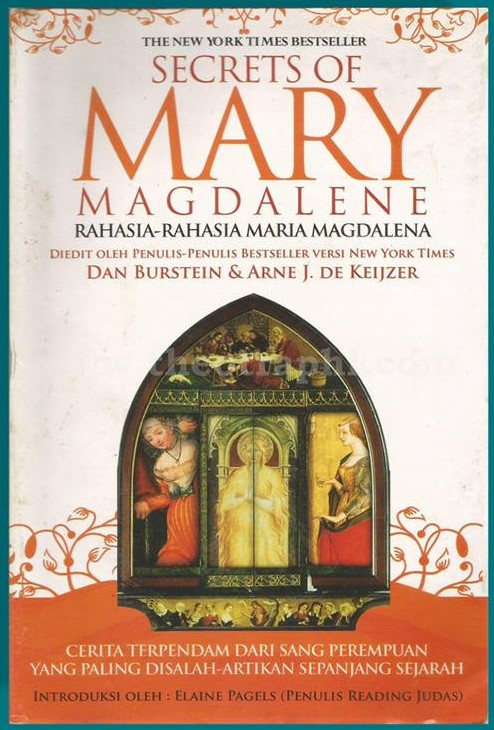 THE NEW YORK TIMES BESTSELLER
SECRETS OF
MARY
MAGDALENE
RAHASIA-RAHASIA MARIA MAGDALENA
DIEDIT OLEH PENULIS-PENULIS BESTSELLER VERSI NEW YORK TIMES
DAN BURSTEIN & ARNE J. DE KEIJZER
CERITA TERPENDAM DARI SANG PEREMPUAN
YANG PALING DISALAH-ARTIKAN SEPANJANG SEJARAH
INTRODUKSI OLEH : ELAINE PAGELS (PENULIS READING JUDAS)